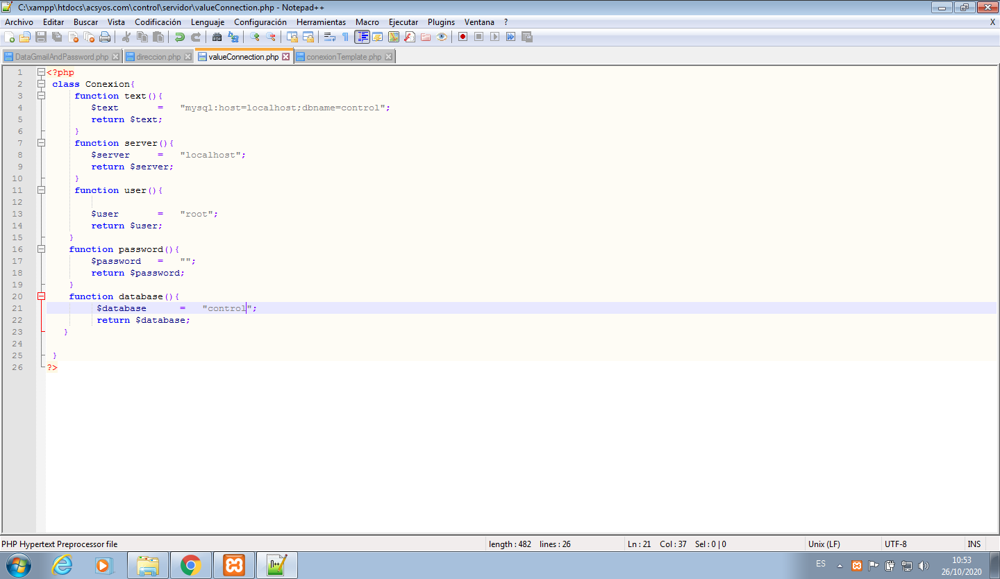 C:\xampp\htdocs\acsyos.com\control\servidor\valueConnection.php - Notepad++
Archivo Editar Buscar Vista Codificación Lenguaje Configuración Herramientas Macro Ejecutar Plugins Ventana ? X
DataGmailAndPassword.php direccion.php valueConnection.php conexionTemplate.php
1 <?php
2 class Conexion{
3 function text(){
4 $text = "mysql:host=localhost;dbname=control";
5 return $text;
6 }
7 function server(){
8 $server = "localhost";
9 return $server;
10 }
11 function user(){
12
13 $user = "root";
14 return $user;
15 }
16 function password(){
17 $password = "";
18 return $password;
19 }
20 function database(){
21 $database = "control";
22 return $database;
23 }
24
25 }
26 ?>
PHP Hypertext Preprocessor file length : 482 lines : 26 Ln : 21 Col : 37 Sel : 0 | 0 Unix (LF) UTF-8 INS
ES 10:53
26/10/2020